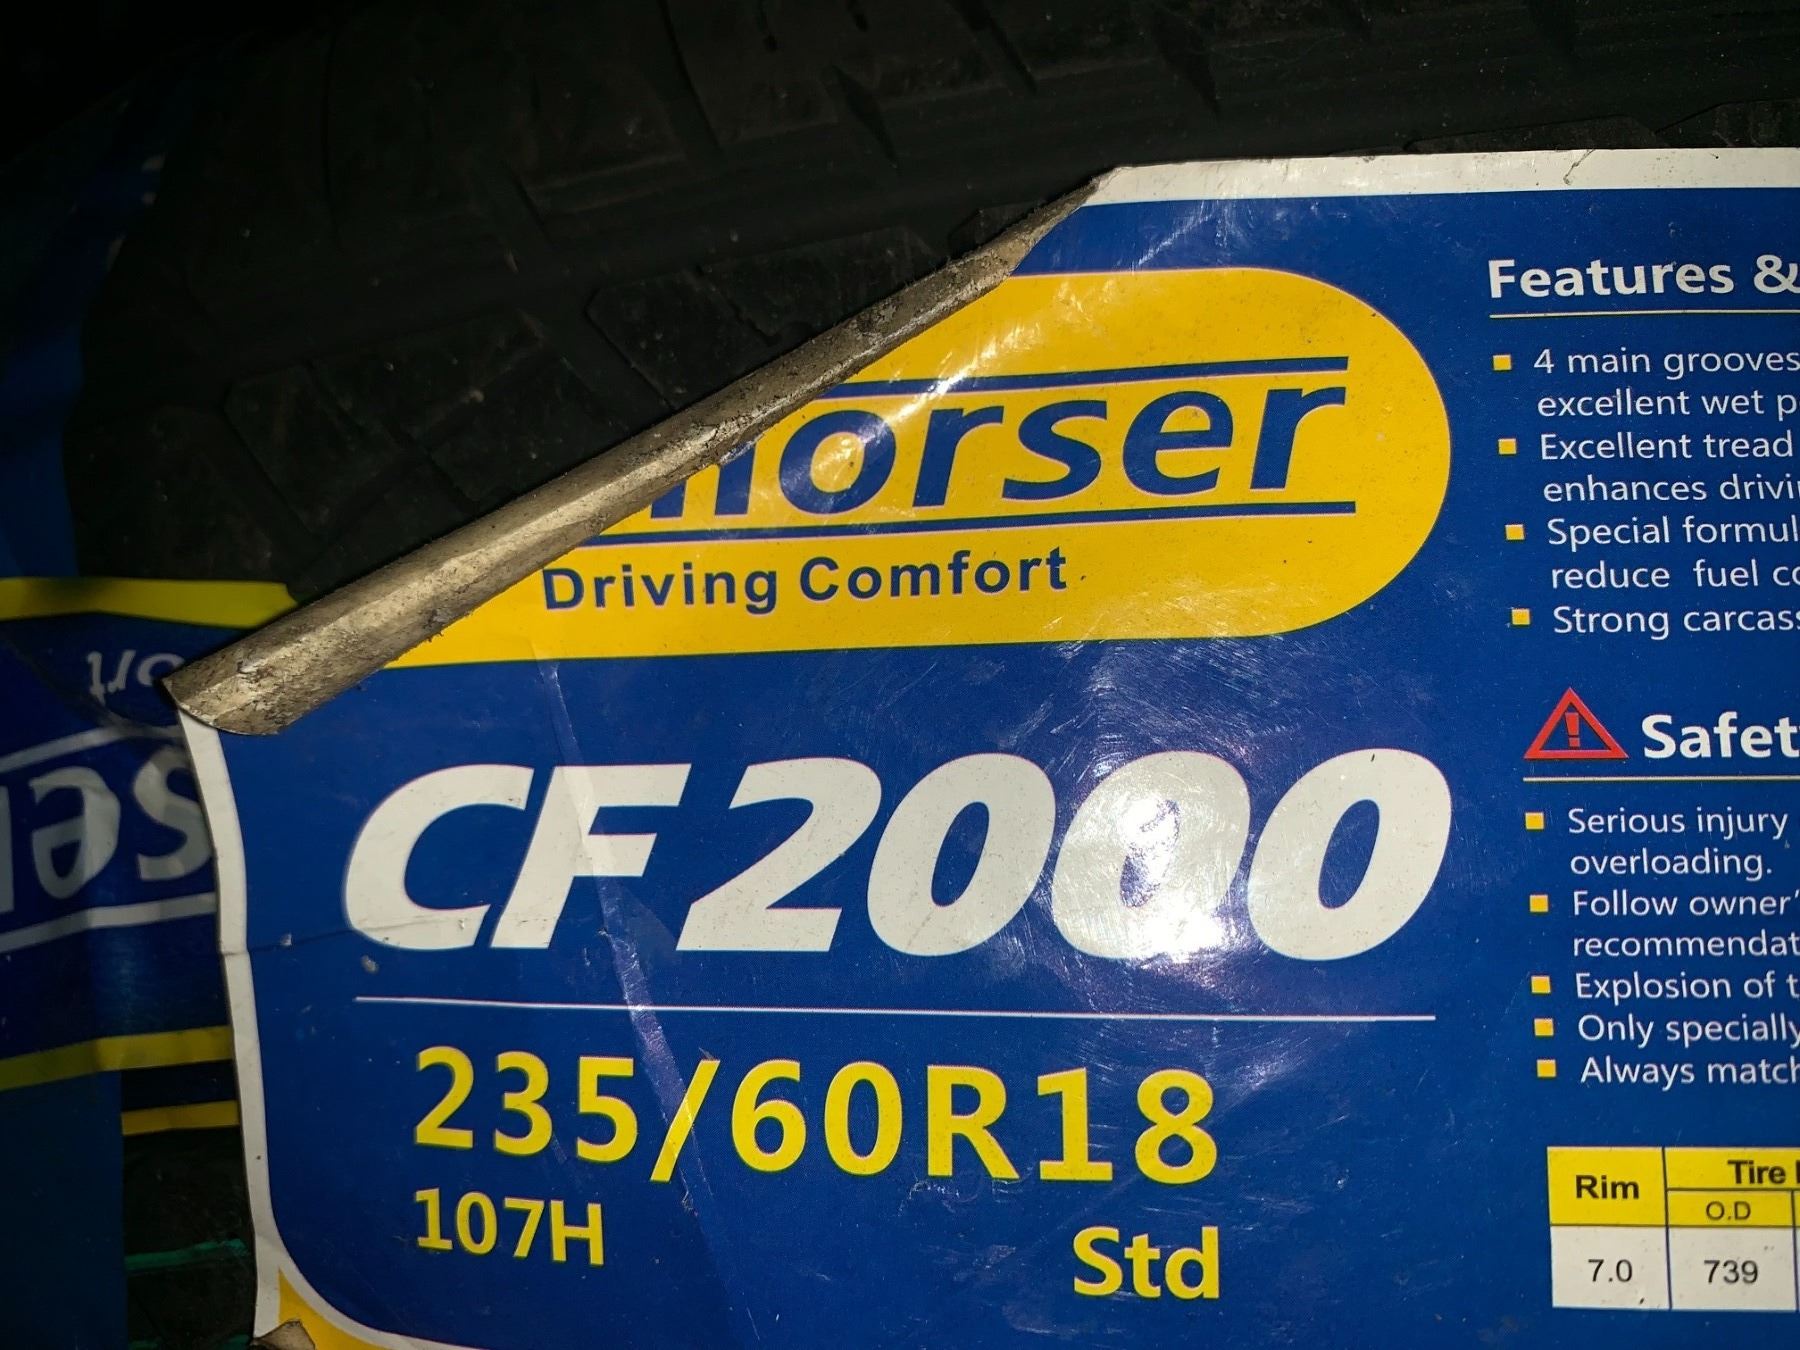 horser
Driving Comfort
CF2000
235/60R18
107H
Std
Features &
4 main grooves
excellent wet p
Excellent tread
enhances drivi
Special formul
reduce fuel co
Strong carcass
Safet
Serious injury
overloading.
Follow owner'
recommendat
Explosion of t
Only specially
Always match
Rim
Tire
O.D
7.0
739
ort
ser